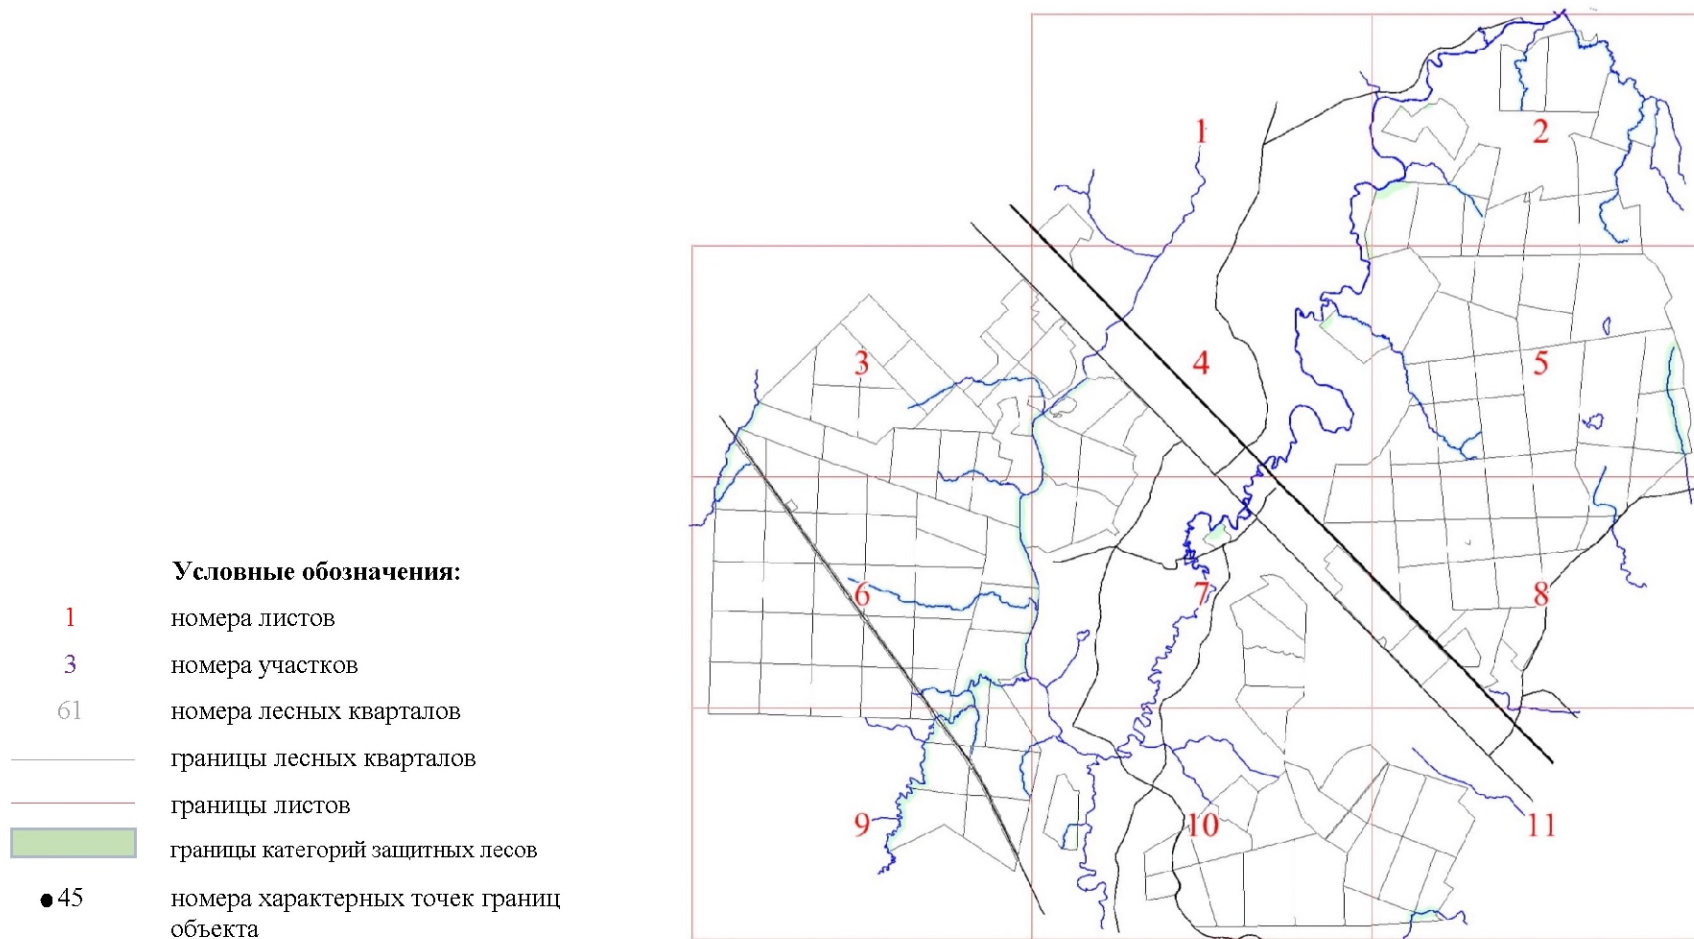 1
2
3
4
5
6
7
8
9
10
11
Условные обозначения:
1 номера листов
3 номера участков
61 номера лесных кварталов
границы лесных кварталов
границы листов
границы категорий защитных лесов
45 номера характерных точек границ
объекта